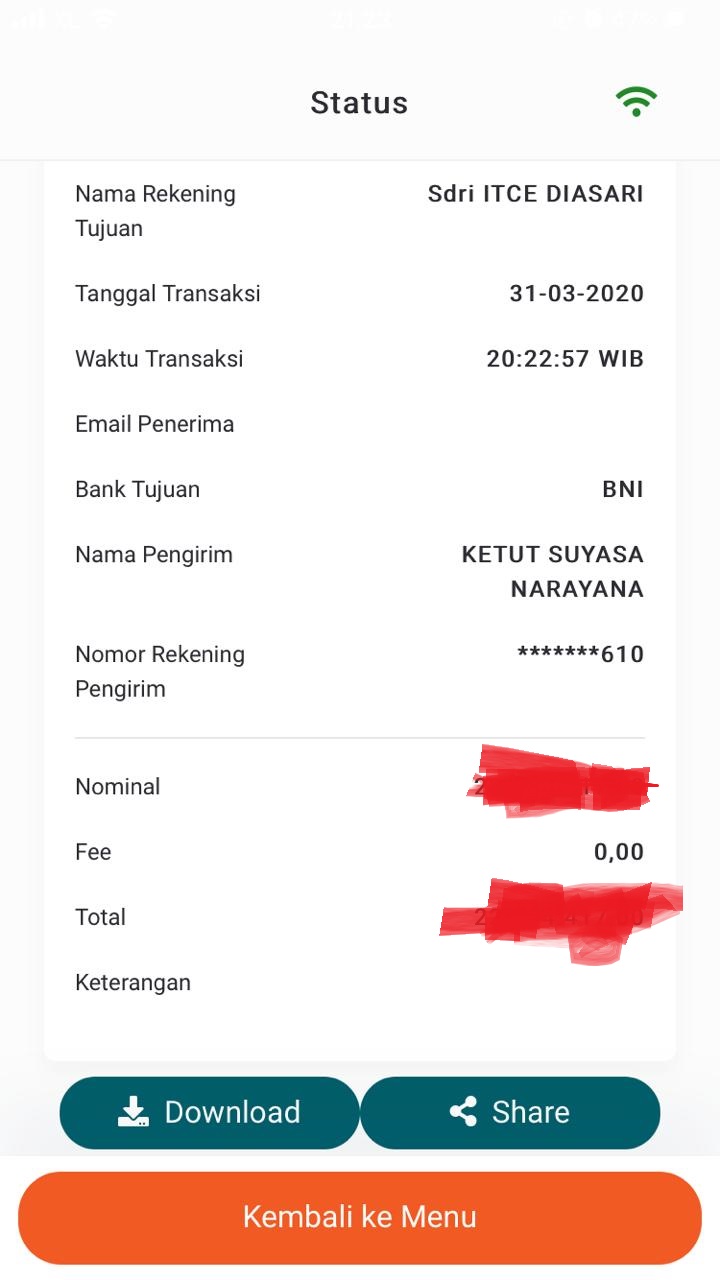 Status
Nama Rekening Tujuan Sdri ITCE DIASARI
Tanggal Transaksi 31-03-2020
Waktu Transaksi 20:22:57 WIB
Email Penerima
Bank Tujuan BNI
Nama Pengirim KETUT SUYASA NARAYANA
Nomor Rekening Pengirim *******610
Nominal
Fee 0,00
Total
Keterangan
Download Share
Kembali ke Menu